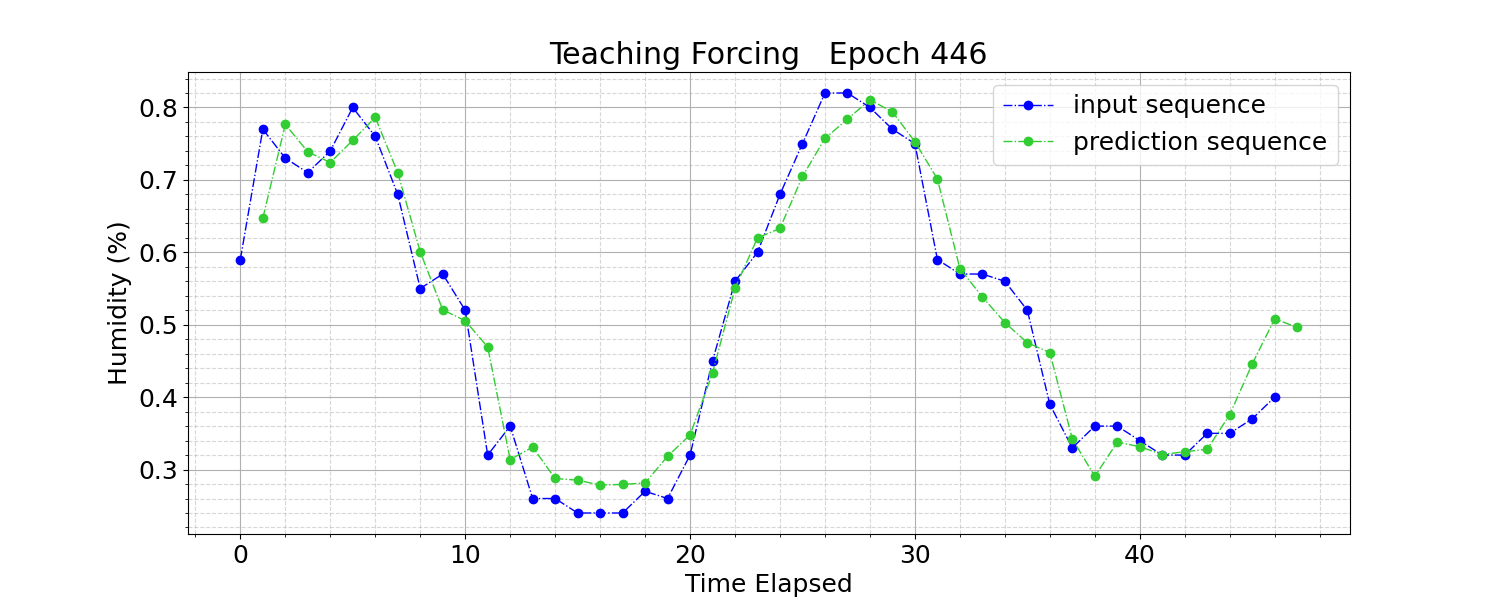 Teaching Forcing   Epoch 446
input sequence
prediction sequence
Humidity (%)
0.8
0.7
0.6
0.5
0.4
0.3
0 10 20 30 40
Time Elapsed